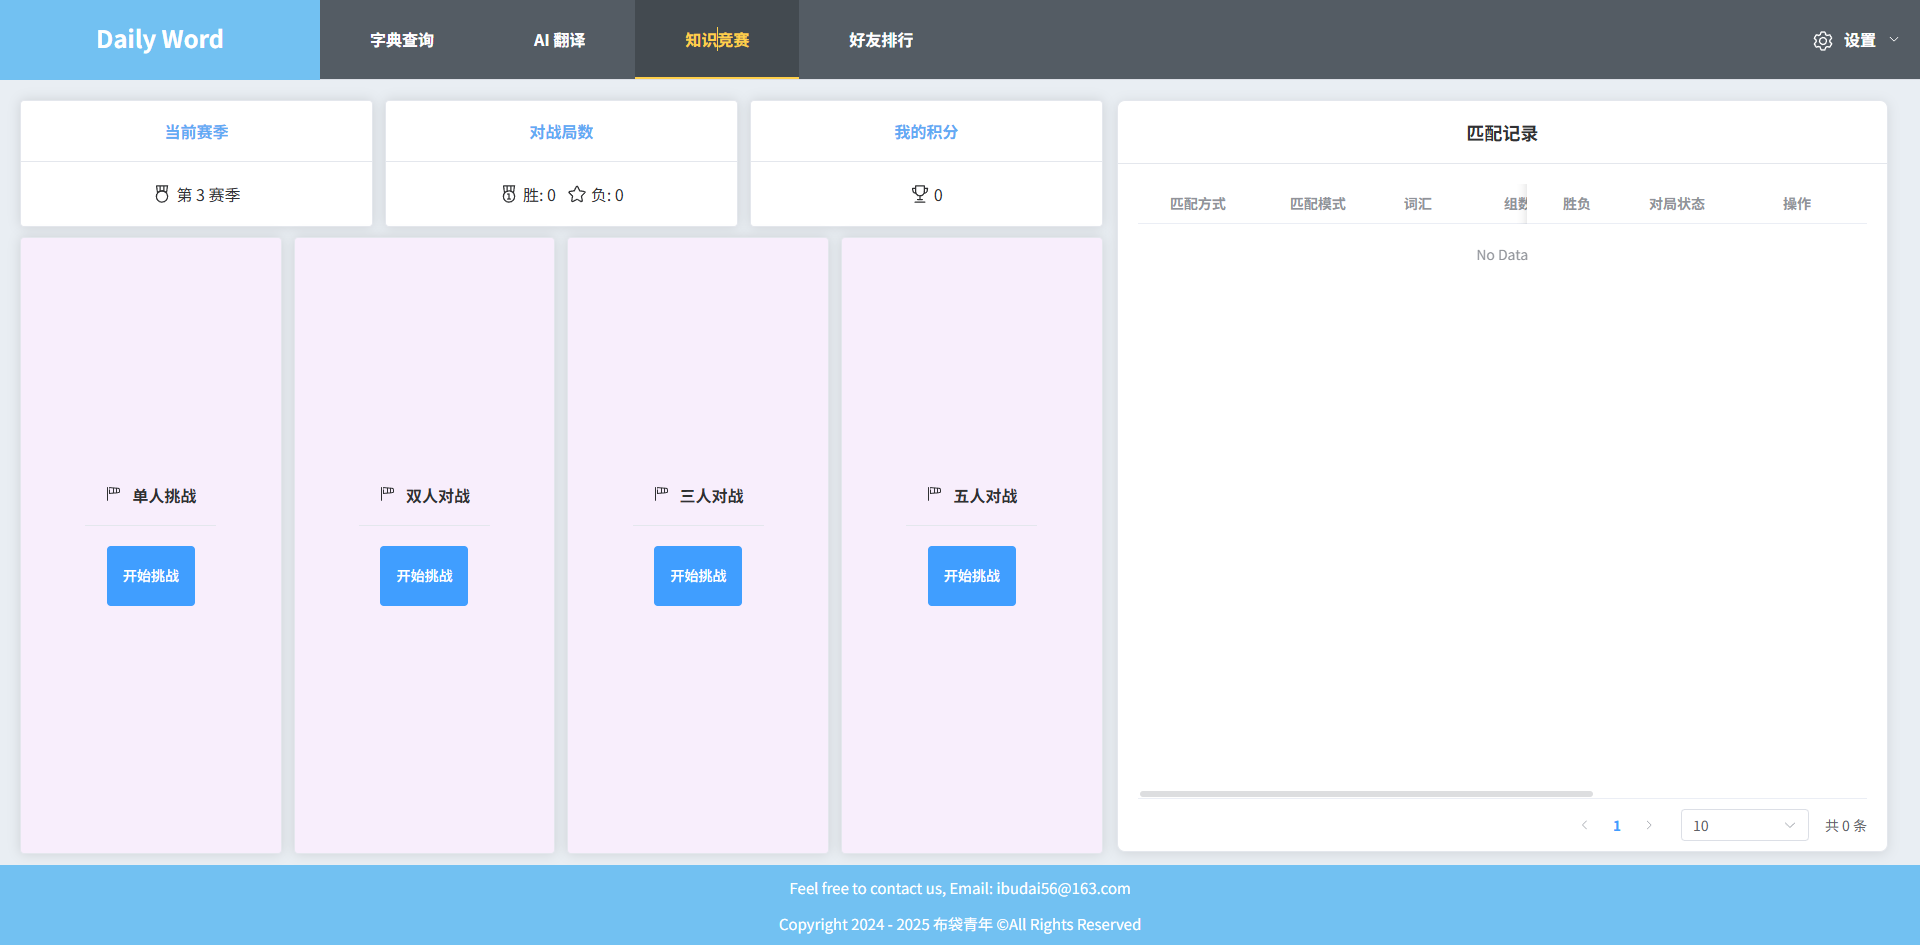 Daily Word
字典查询
AI 翻译
知识竞赛
好友排行
设置
当前赛季
第 3 赛季
对战局数
胜: 0 负: 0
我的积分
0
单人挑战
开始挑战
双人对战
开始挑战
三人对战
开始挑战
五人对战
开始挑战
匹配记录
匹配方式 匹配模式 词汇 组数 胜负 对局状态 操作
No Data
1 10 共 0 条
Feel free to contact us, Email: ibudai56@163.com
Copyright 2024 - 2025 布袋青年 ©All Rights Reserved